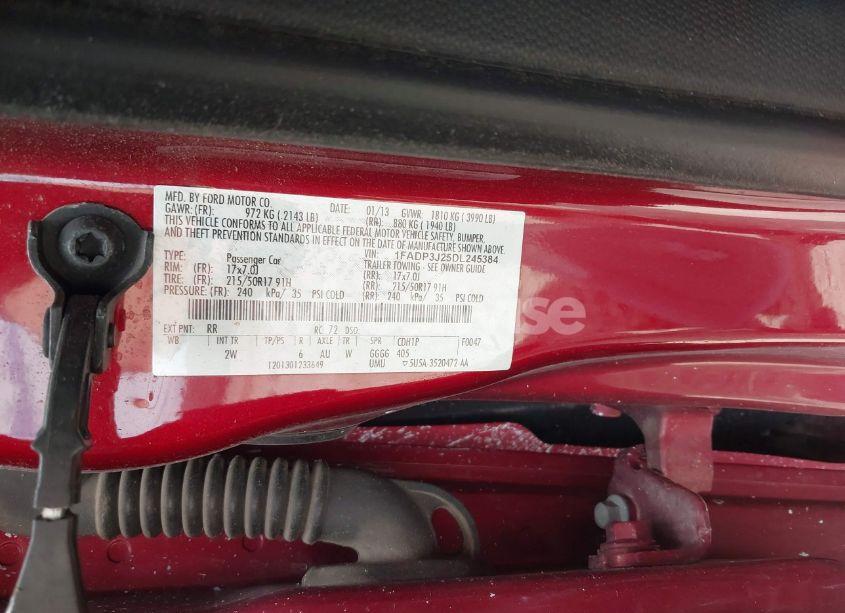 MFD. BY FORD MOTOR CO.
DATE: 01/13 GVWR: 1810 KG ( 3990 LB)
GAWR: (FR): 972 KG ( 2143 LB) (RR): 880 KG ( 1940 LB)
THIS VEHICLE CONFORMS TO ALL APPLICABLE FEDERAL MOTOR VEHICLE SAFETY, BUMPER,
AND THEFT PREVENTION STANDARDS IN EFFECT ON THE DATE OF MANUFACTURE SHOWN ABOVE.
VIN: 1FADP3J25DL245384
TYPE: Passenger Car TRAILER TOWING - SEE OWNER GUIDE
RIM: (FR): 17x7.0J (RR): 17x7.0J
TIRE: (FR): 215/50R17 91H (RR): 215/50R17 91H
PRESSURE: (FR): 240 kPa/ 35 PSI COLD (RR): 240 kPa/ 35 PSI COLD
EXT PNT: RR RC: 72 DSO:
WB INT TR TP/PS R AXLE TR SPR CDH1P F0047
2W 6 AU W GGGG 405
1201301233649 UMIJ ▽5U5A-3520472-AA
se